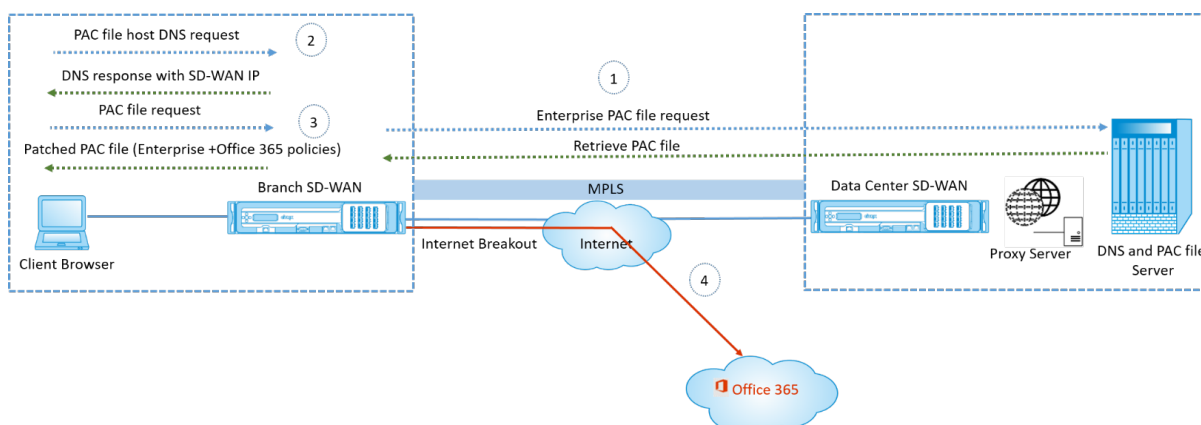 PAC file host DNS request
2
DNS response with SD-WAN IP
PAC file request
3
Patched PAC file (Enterprise +Office 365 policies)
1
Enterprise PAC file request
Retrieve PAC file
Branch SD-WAN
MPLS
Data Center SD-WAN
Client Browser
Internet Breakout
Internet
Proxy Server
DNS and PAC file
Server
4
Office 365